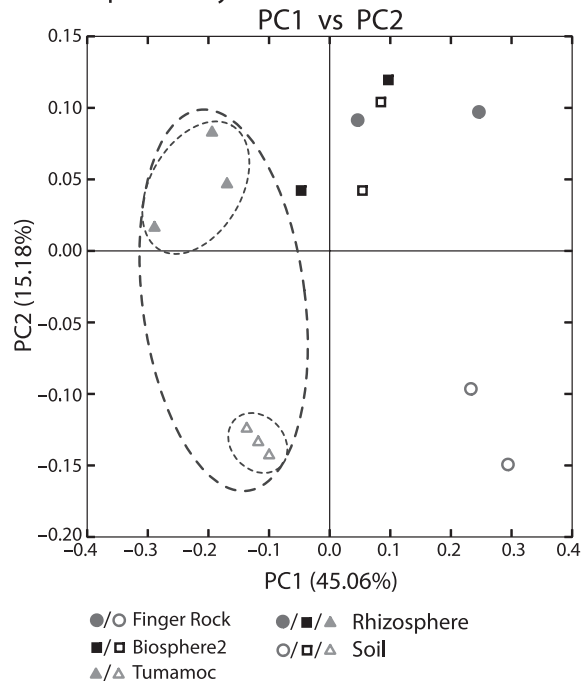 PC1 vs PC2
0.15
0.10
0.05
0.00
−0.05
−0.10
−0.15
−0.20
PC2 (15.18%)
−0.4 −0.3 −0.2 −0.1 0.0 0.1 0.2 0.3 0.4
PC1 (45.06%)
/ Finger Rock / / Rhizosphere
/ Biosphere2 / / Soil
/ Tumamoc